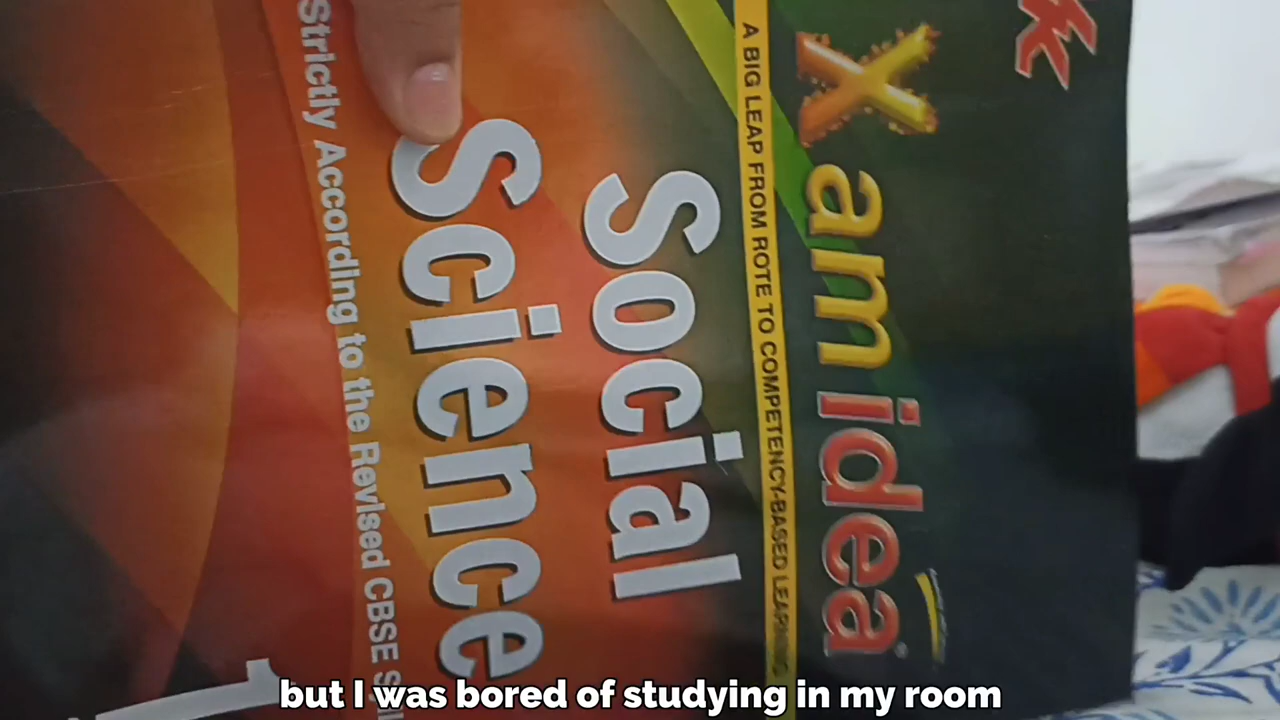 Xam idea
A BIG LEAP FROM ROTE TO COMPETENCY-BASED LEARNING
Social
Science
Strictly According to the Revised CBSE
but I was bored of studying in my room